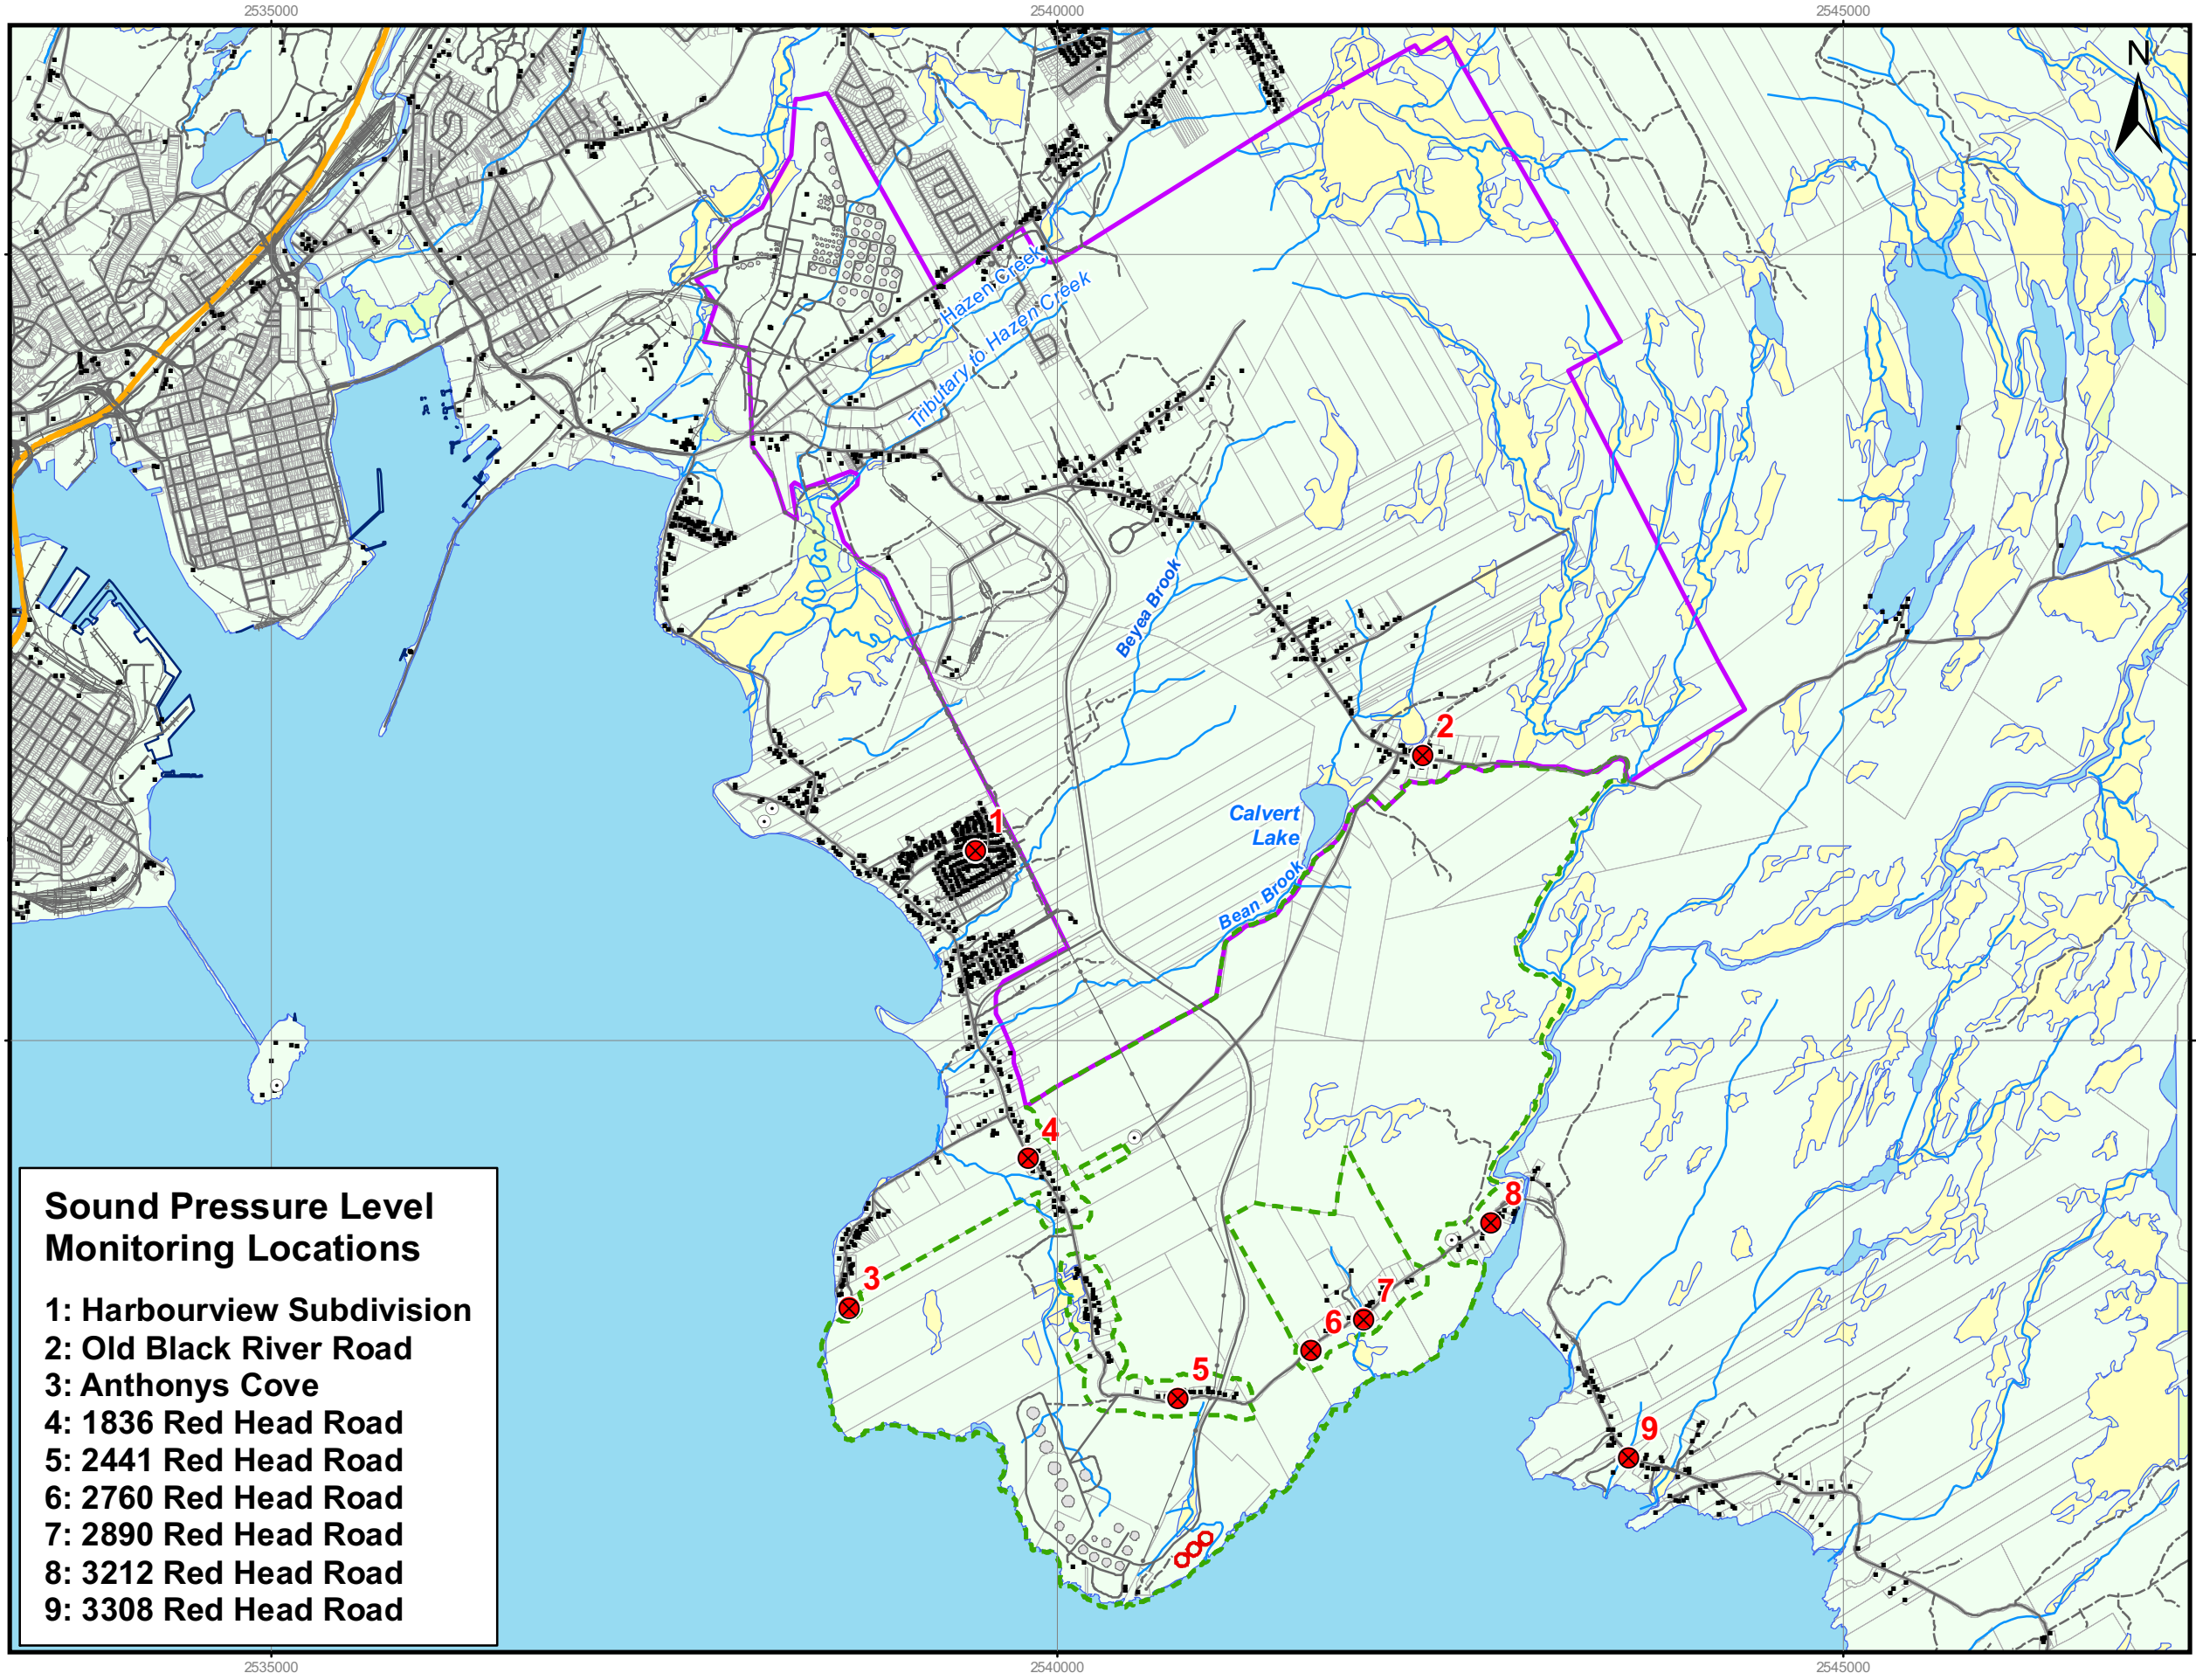 2535000
2540000
2545000
N
Hazen Creek
Tributary to Hazen Creek
Beyea Brook
2
1
Calvert
Lake
Bean Brook
4
8
3
7
6
5
9
Sound Pressure Level
Monitoring Locations
1: Harbourview Subdivision
2: Old Black River Road
3: Anthonys Cove
4: 1836 Red Head Road
5: 2441 Red Head Road
6: 2760 Red Head Road
7: 2890 Red Head Road
8: 3212 Red Head Road
9: 3308 Red Head Road
2535000
2540000
2545000